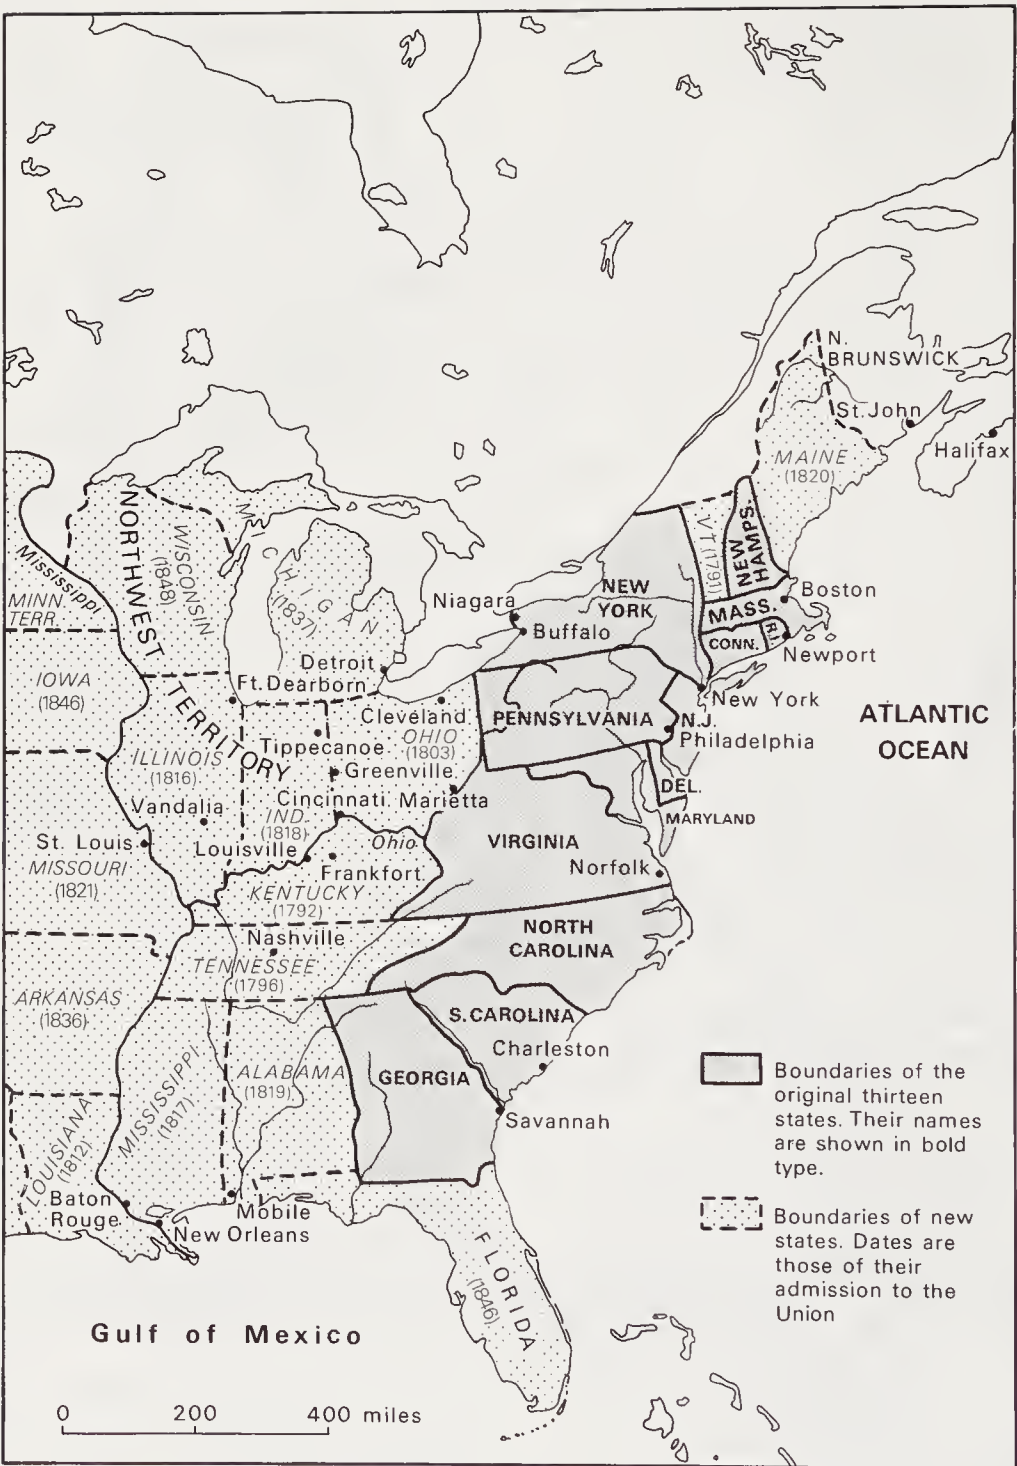 N.
BRUNSWICK
St. John
Halifax
MAINE
(1820)
NORTHWEST
TERRITORY
WISCONSIN
(1848)
MICHIGAN
(1837)
VT. (1791)
NEW
HAMPS.
Mississippi
MINN.
TERR.
Niagara
NEW
YORK
Boston
MASS.
Buffalo
CONN.
R.I.
Newport
IOWA
(1846)
Detroit
Ft. Dearborn
New York
Cleveland
PENNSYLVANIA
N.J.
Philadelphia
ATLANTIC
OCEAN
Tippecanoe
OHIO
(1803)
ILLINOIS
(1816)
Greenville
Cincinnati
Marietta
DEL.
MARYLAND
Vandalia
IND.
(1818)
St. Louis
Louisville
Ohio
VIRGINIA
MISSOURI
(1821)
Frankfort
Norfolk
KENTUCKY
(1792)
Nashville
NORTH
CAROLINA
TENNESSEE
(1796)
ARKANSAS
(1836)
S. CAROLINA
Charleston
MISSISSIPPI
(1817)
ALABAMA
(1819)
GEORGIA
Savannah
LOUISIANA
(1812)
Baton
Rouge
Mobile
New Orleans
FLORIDA
(1846)
Gulf of Mexico
0 200 400 miles
Boundaries of the
original thirteen
states. Their names
are shown in bold
type.
Boundaries of new
states. Dates are
those of their
admission to the
Union